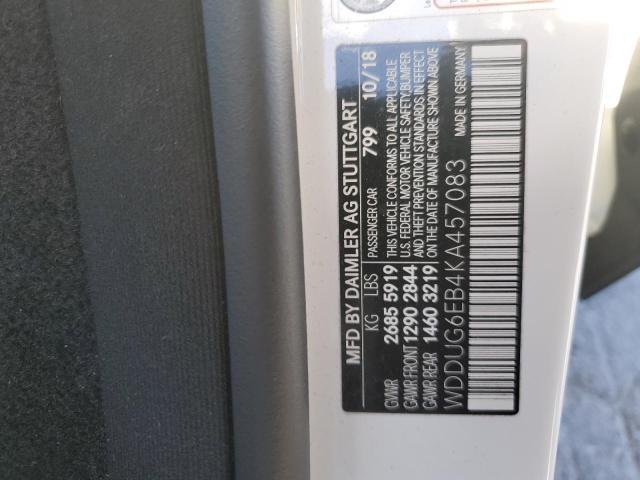 MFD BY DAIMLER AG STUTTGART
KG LBS PASSENGER CAR 799 10/18
GVWR 2685 5919 THIS VEHICLE CONFORMS TO ALL APPLICABLE
GAWR FRONT 1290 2844 U.S. FEDERAL MOTOR VEHICLE SAFETY,BUMPER
AND THEFT PREVENTION STANDARDS IN EFFECT
GAWR REAR 1460 3219 ON THE DATE OF MANUFACTURE SHOWN ABOVE
WDDUG6EB4KA457083 MADE IN GERMANY